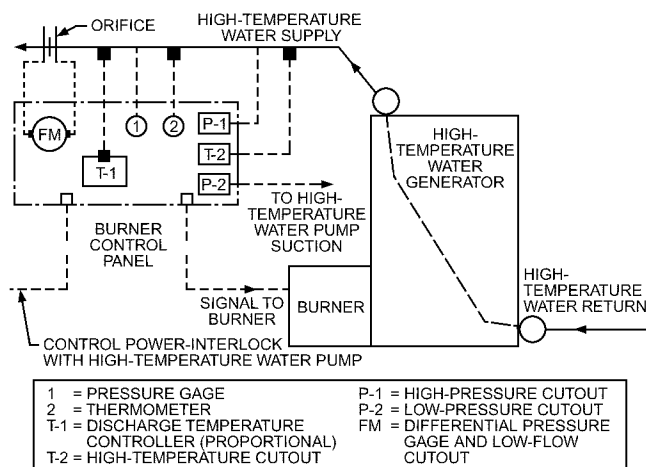 ORIFICE
HIGH-TEMPERATURE
WATER SUPPLY
FM
1
2
P-1
T-1
T-2
P-2
HIGH-
TEMPERATURE
WATER
GENERATOR
TO HIGH-
TEMPERATURE
WATER PUMP
SUCTION
BURNER
CONTROL
PANEL
SIGNAL TO
BURNER
BURNER
HIGH-
TEMPERATURE
WATER RETURN
CONTROL POWER-INTERLOCK
WITH HIGH-TEMPERATURE WATER PUMP
1 = PRESSURE GAGE
2 = THERMOMETER
T-1 = DISCHARGE TEMPERATURE
CONTROLLER (PROPORTIONAL)
T-2 = HIGH-TEMPERATURE CUTOUT
P-1 = HIGH-PRESSURE CUTOUT
P-2 = LOW-PRESSURE CUTOUT
FM = DIFFERENTIAL PRESSURE
GAGE AND LOW-FLOW
CUTOUT